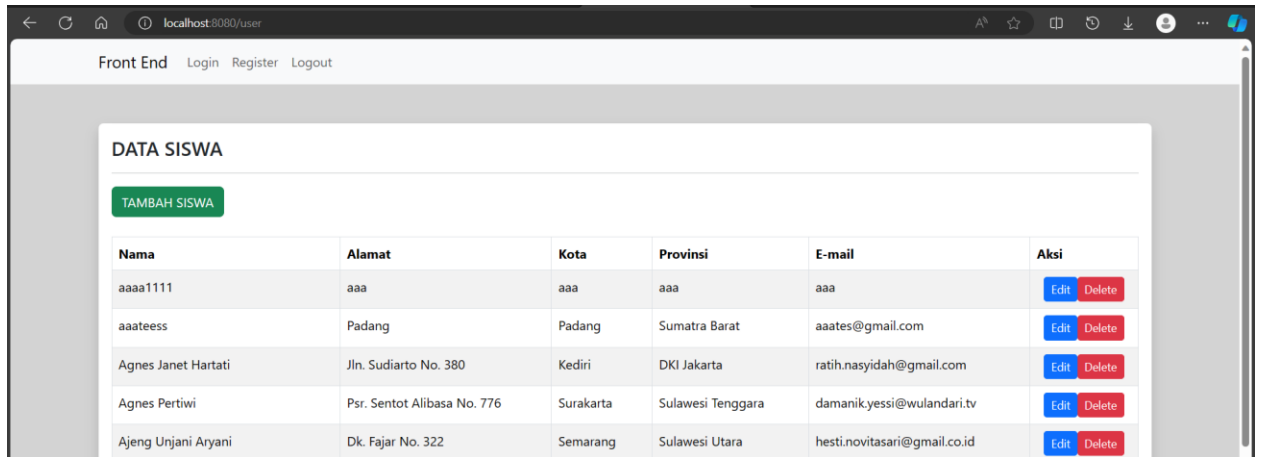 localhost:8080/user
Front End Login Register Logout
DATA SISWA
TAMBAH SISWA
Nama Alamat Kota Provinsi E-mail Aksi
aaaa1111 aaa aaa aaa aaa Edit Delete
aaateess Padang Padang Sumatra Barat aaates@gmail.com Edit Delete
Agnes Janet Hartati Jln. Sudiarto No. 380 Kediri DKI Jakarta ratih.nasyidah@gmail.com Edit Delete
Agnes Pertiwi Psr. Sentot Alibasa No. 776 Surakarta Sulawesi Tenggara damanik.yessi@wulandari.tv Edit Delete
Ajeng Unjani Aryani Dk. Fajar No. 322 Semarang Sulawesi Utara hesti.novitasari@gmail.co.id Edit Delete